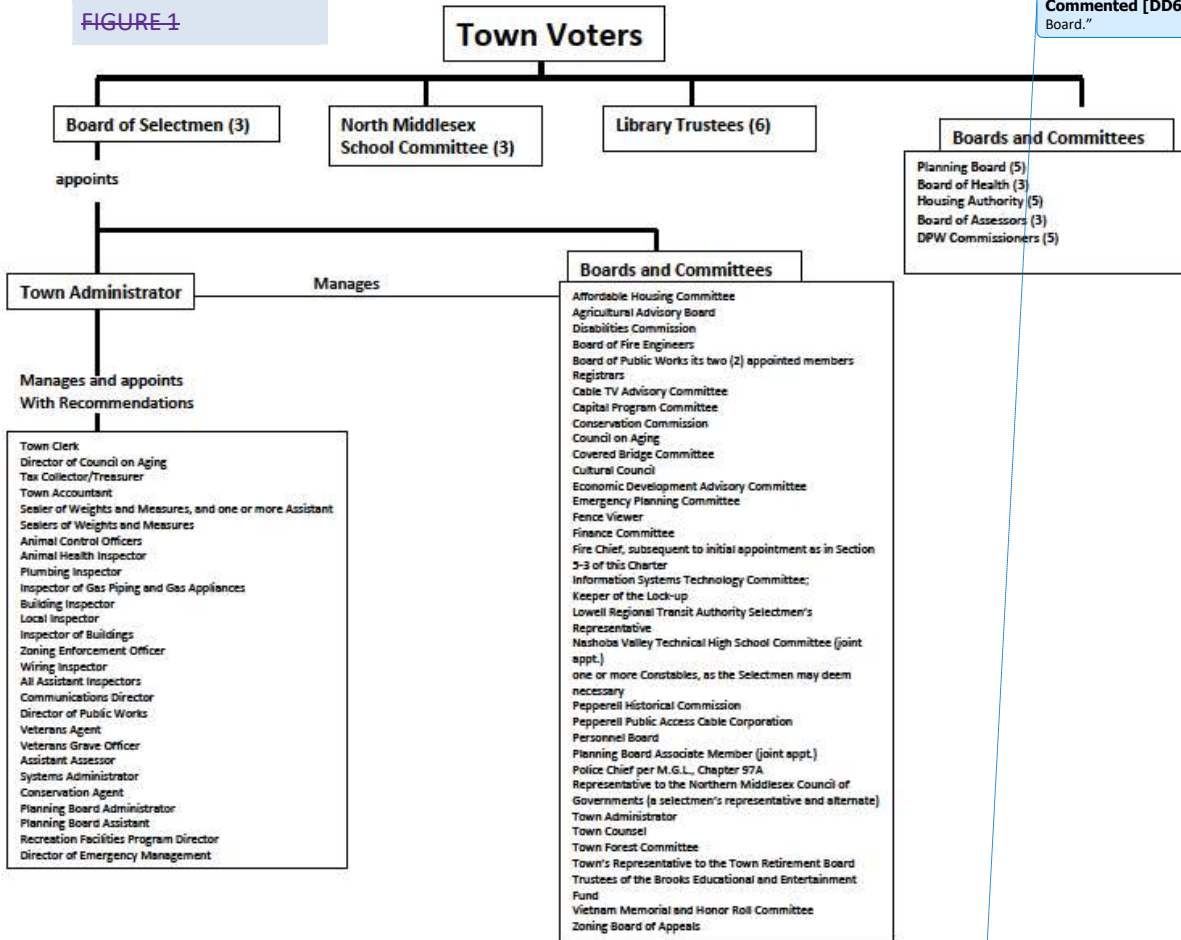 FIGURE 1
Commented [DD6
Board.”
Town Voters
Board of Selectmen (3)
North Middlesex
School Committee (3)
Library Trustees (6)
Boards and Committees
Planning Board (5)
Board of Health (3)
Housing Authority (5)
Board of Assessors (3)
DPW Commissioners (5)
appoints
Town Administrator
Manages
Boards and Committees
Affordable Housing Committee
Agricultural Advisory Board
Disabilities Commission
Board of Fire Engineers
Board of Public Works its two (2) appointed members
Registrars
Cable TV Advisory Committee
Capital Program Committee
Conservation Commission
Council on Aging
Covered Bridge Committee
Cultural Council
Economic Development Advisory Committee
Emergency Planning Committee
Fence Viewer
Finance Committee
Fire Chief, subsequent to initial appointment as in Section
5-3 of this Charter
Information Systems Technology Committee;
Keeper of the Lock-up
Lowell Regional Transit Authority Selectmen's
Representative
Nashoba Valley Technical High School Committee (joint
appt.)
one or more Constables, as the Selectmen may deem
necessary
Pepperell Historical Commission
Pepperell Public Access Cable Corporation
Personnel Board
Planning Board Associate Member (joint appt.)
Police Chief per M.G.L., Chapter 97A
Representative to the Northern Middlesex Council of
Governments (a selectmen's representative and alternate)
Town Administrator
Town Counsel
Town Forest Committee
Town's Representative to the Town Retirement Board
Trustees of the Brooks Educational and Entertainment
Fund
Vietnam Memorial and Honor Roll Committee
Zoning Board of Appeals
Manages and appoints
With Recommendations
Town Clerk
Director of Council on Aging
Tax Collector/Treasurer
Town Accountant
Sealer of Weights and Measures, and one or more Assistant
Sealers of Weights and Measures
Animal Control Officers
Animal Health Inspector
Plumbing Inspector
Inspector of Gas Piping and Gas Appliances
Building Inspector
Local Inspector
Inspector of Buildings
Zoning Enforcement Officer
Wiring Inspector
All Assistant Inspectors
Communications Director
Director of Public Works
Veterans Agent
Veterans Grave Officer
Assistant Assessor
Systems Administrator
Conservation Agent
Planning Board Administrator
Planning Board Assistant
Recreation Facilities Program Director
Director of Emergency Management